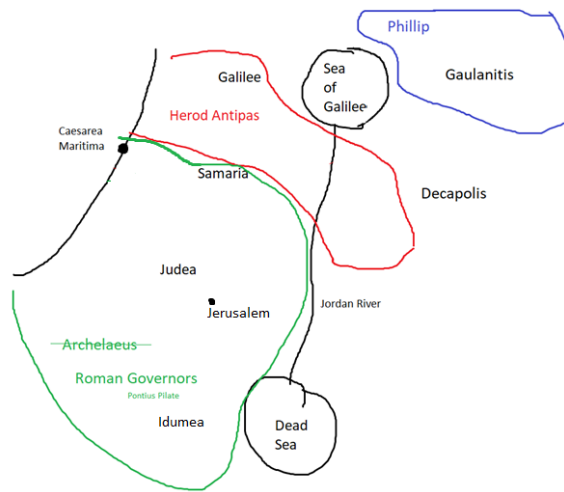 Phillip
Gaulanitis
Galilee
Sea
of
Galilee
Herod Antipas
Caesarea
Maritima
Samaria
Decapolis
Judea
Jerusalem
Jordan River
Archelaeus
Roman Governors
Pontius Pilate
Idumea
Dead
Sea